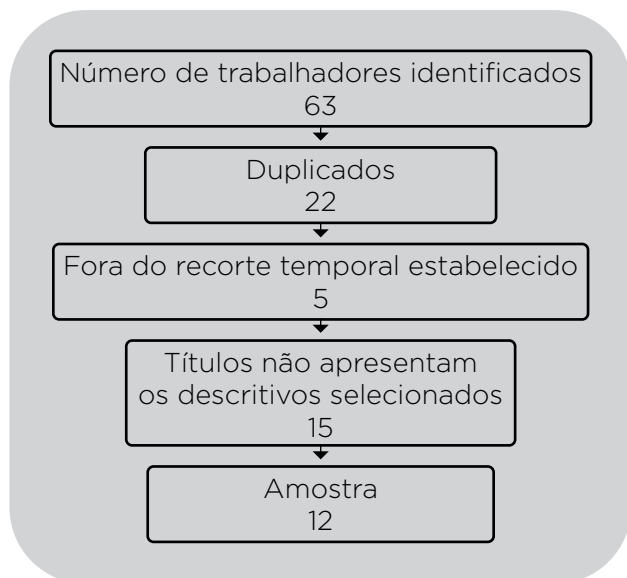 Número de trabalhadores identificados
63
Duplicados
22
Fora do recorte temporal estabelecido
5
Títulos não apresentam
os descritivos selecionados
15
Amostra
12